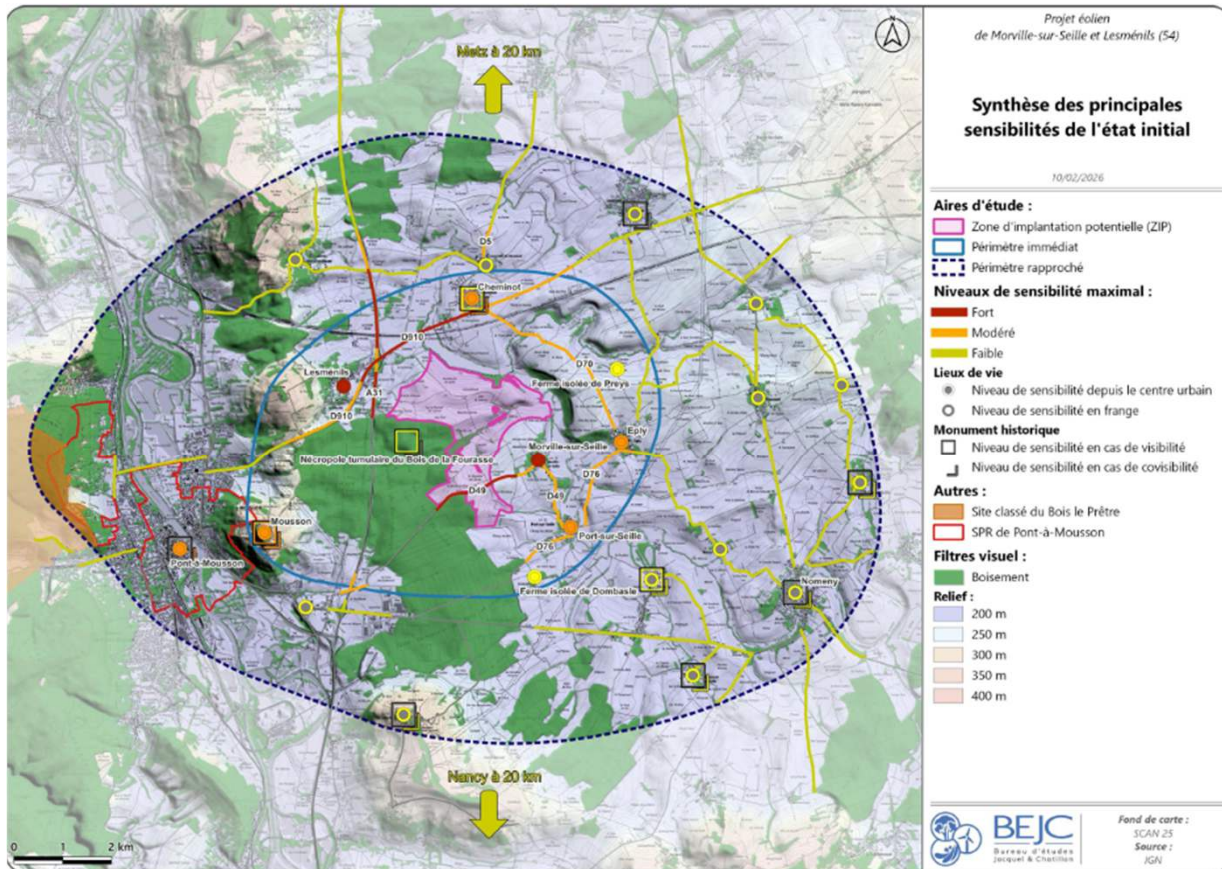 Metz à 20 km
D5
Cheminot
D910
Lesménils
A31
D910
D70
Ferme isolée de Preys
Eply
Nécropole tumulaire du Bois de la Fourasse
Morville-sur-Seille
D76
D49
D49
Mousson
Port-sur-Seille
Pont-à-Mousson
D76
Ferme isolée de Dombasle
Nomeny
Nancy à 20 km
0 1 2 km
N
Projet éolien
de Morville-sur-Seille et Lesménils (54)
Synthèse des principales
sensibilités de l'état initial
10/02/2026
Aires d'étude :
Zone d'implantation potentielle (ZIP)
Périmètre immédiat
Périmètre rapproché
Niveaux de sensibilité maximal :
Fort
Modéré
Faible
Lieux de vie
Niveau de sensibilité depuis le centre urbain
Niveau de sensibilité en frange
Monument historique
Niveau de sensibilité en cas de visibilité
Niveau de sensibilité en cas de covisibilité
Autres :
Site classé du Bois le Prêtre
SPR de Pont-à-Mousson
Filtres visuel :
Boisement
Relief :
200 m
250 m
300 m
350 m
400 m
BEJC
Bureau d'études
Jacquel & Chatillon
Fond de carte :
SCAN 25
Source :
IGN